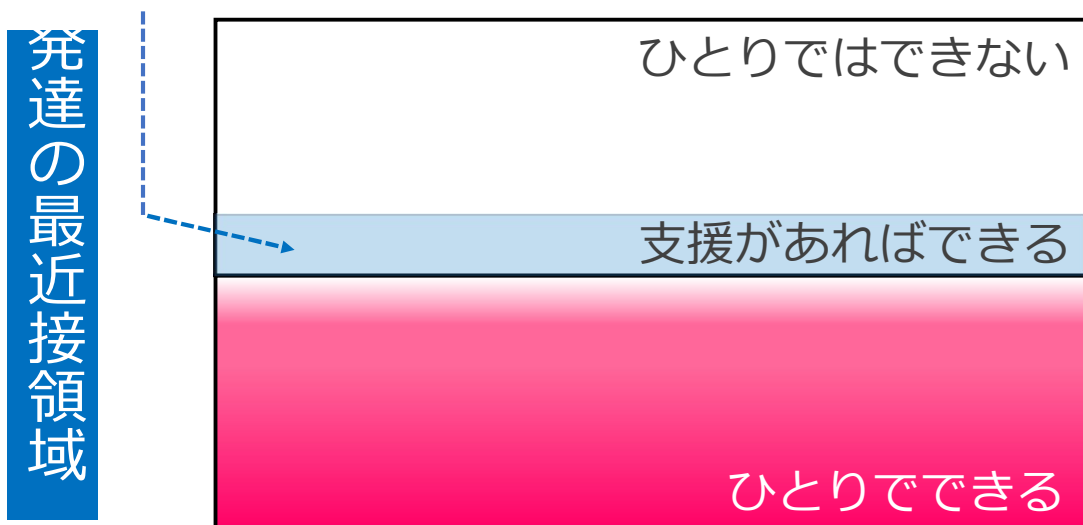 発達の最近接領域
ひとりではできない
支援があればできる
ひとりでできる